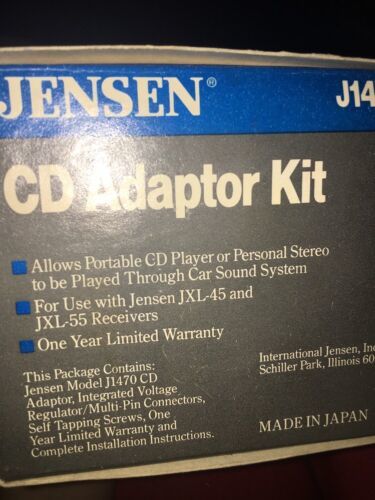 JENSEN® J14
CD Adaptor Kit
Allows Portable CD Player or Personal Stereo
to be Played Through Car Sound System
For Use with Jensen JXL-45 and
JXL-55 Receivers
One Year Limited Warranty
This Package Contains:
Jensen Model J1470 CD
Adaptor, Integrated Voltage
Regulator/Multi-Pin Connectors,
Self Tapping Screws, One
Year Limited Warranty and
Complete Installation Instructions.
International Jensen, Inc
Schiller Park, Illinois 60
MADE IN JAPAN